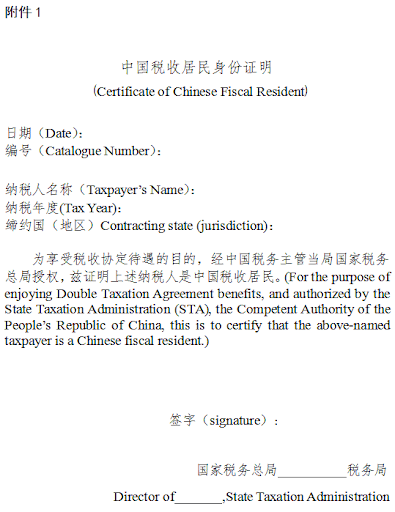 附件 1
中国税收居民身份证明
(Certificate of Chinese Fiscal Resident)
日期（Date）：
编号（Catalogue Number）：
纳税人名称（Taxpayer’s Name）：
纳税年度(Tax Year)：
缔约国（地区）Contracting state (jurisdiction)：
为享受税收协定待遇的目的，经中国税务主管当局国家税务
总局授权，兹证明上述纳税人是中国税收居民。(For the purpose of
enjoying Double Taxation Agreement benefits, and authorized by the
State Taxation Administration (STA), the Competent Authority of the
People’s Republic of China, this is to certify that the above-named
taxpayer is a Chinese fiscal resident.)
签字（signature）：
国家税务总局__________税务局
Director of_______,State Taxation Administration